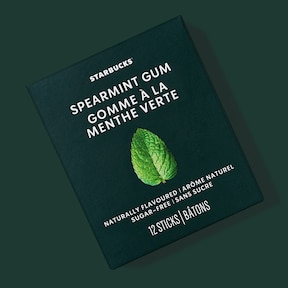 STARBUCKS®
SPEARMINT GUM
GOMME À LA
MENTHE VERTE
NATURALLY FLAVOURED | ARÔME NATUREL
SUGAR-FREE | SANS SUCRE
12 STICKS | BÂTONS